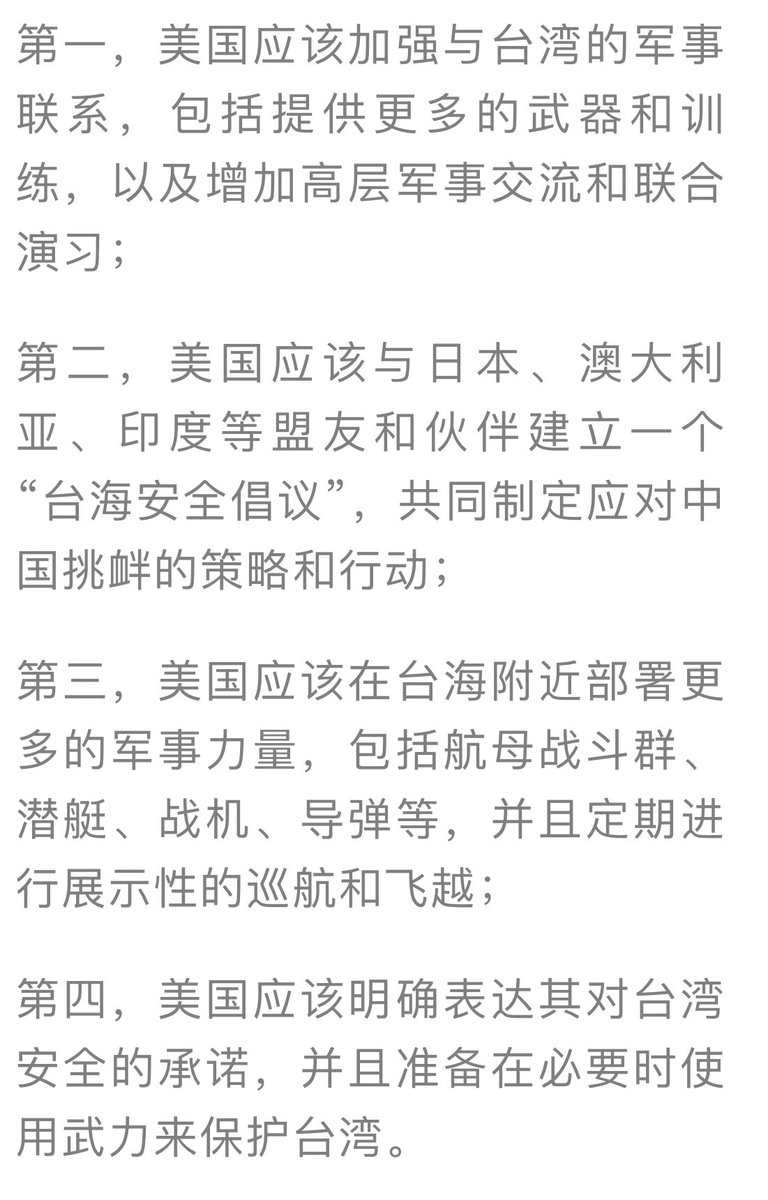 第一，美国应该加强与台湾的军事
联系，包括提供更多的武器和训
练，以及增加高层军事交流和联合
演习；
第二，美国应该与日本、澳大利
亚、印度等盟友和伙伴建立一个
“台海安全倡议”，共同制定应对中
国挑衅的策略和行动；
第三，美国应该在台海附近部署更
多的军事力量，包括航母战斗群、
潜艇、战机、导弹等，并且定期进
行展示性的巡航和飞越；
第四，美国应该明确表达其对台湾
安全的承诺，并且准备在必要时使
用武力来保护台湾。